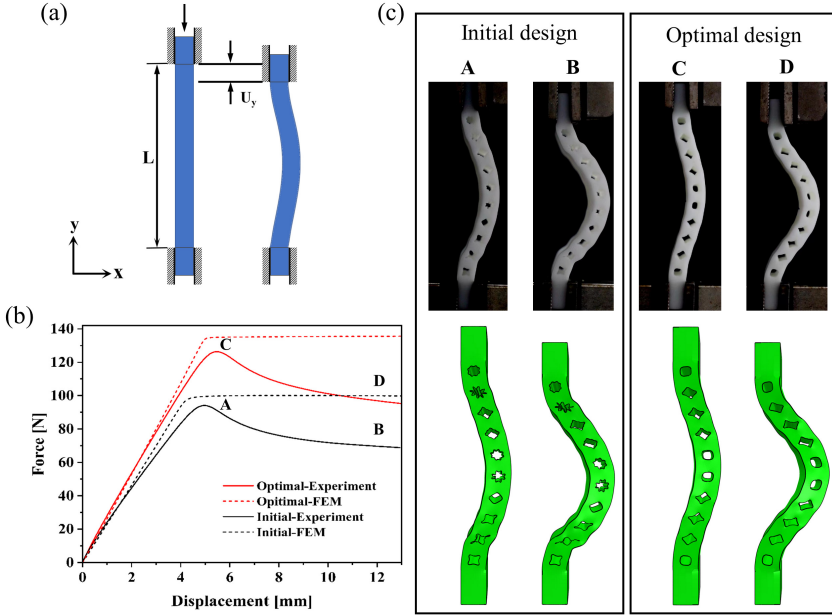 (a)
L
U_y
y
x
(b)
Force [N]
140
120
100
80
60
40
20
0
C
D
A
B
Optimal-Experiment
Opitimal-FEM
Initial-Experiment
Initial-FEM
0 2 4 6 8 10 12
Displacement [mm]
(c)
Initial design Optimal design
A B C D